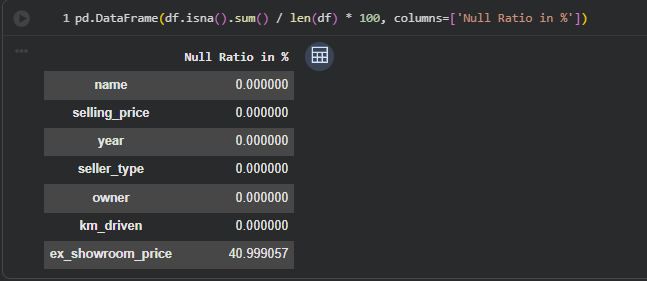 1 pd.DataFrame(df.isna().sum() / len(df) * 100, columns=['Null Ratio in %'])
Null Ratio in %
name 0.000000
selling_price 0.000000
year 0.000000
seller_type 0.000000
owner 0.000000
km_driven 0.000000
ex_showroom_price 40.999057